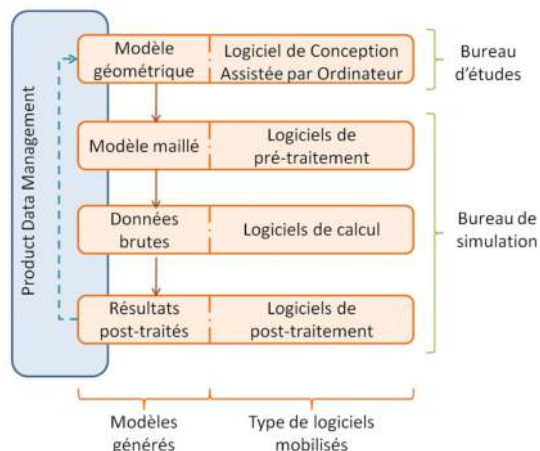 Product Data Management
Modèle
géométrique
Logiciel de Conception
Assistée par Ordinateur
Bureau
d'études
Modèle maillé
Logiciels de
pré-traitement
Données
brutes
Logiciels de calcul
Bureau de
simulation
Résultats
post-traités
Logiciels de
post-traitement
Modèles
générés
Type de logiciels
mobilisés